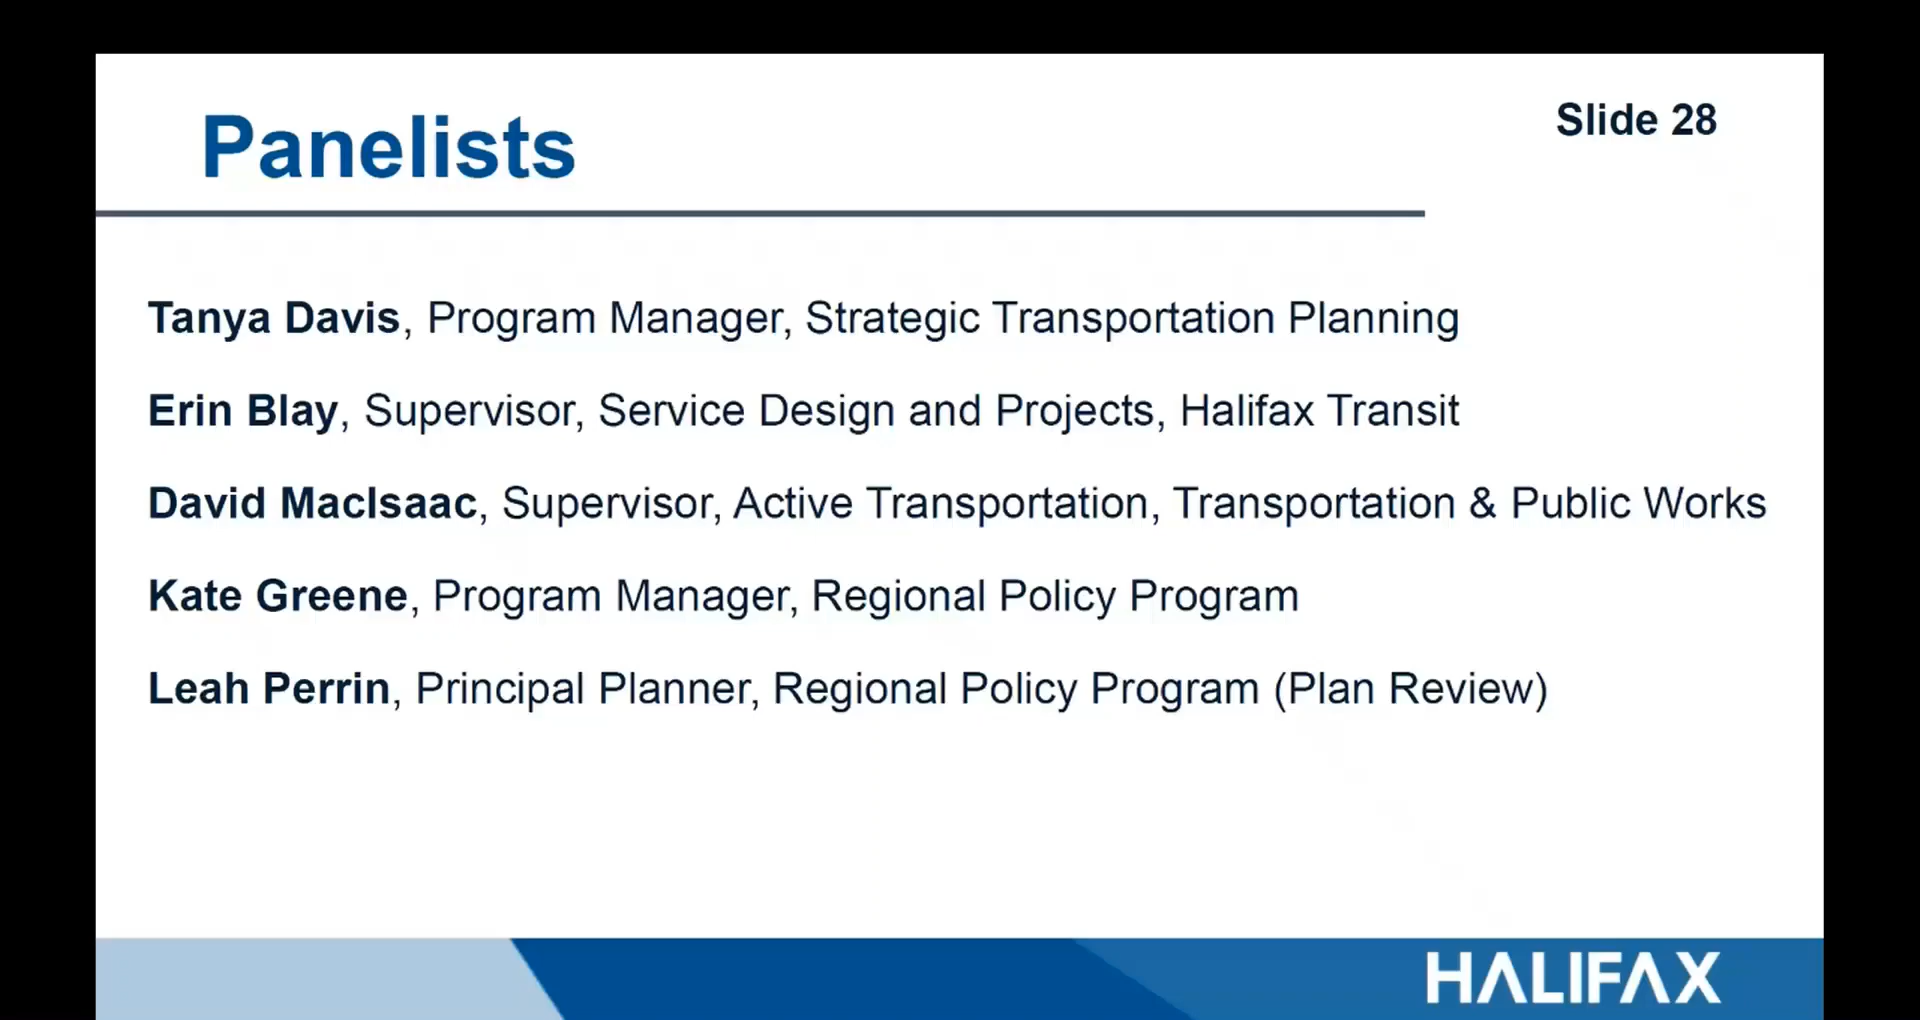 Panelists
Slide 28
Tanya Davis, Program Manager, Strategic Transportation Planning
Erin Blay, Supervisor, Service Design and Projects, Halifax Transit
David MacIsaac, Supervisor, Active Transportation, Transportation & Public Works
Kate Greene, Program Manager, Regional Policy Program
Leah Perrin, Principal Planner, Regional Policy Program (Plan Review)
HALIFAX